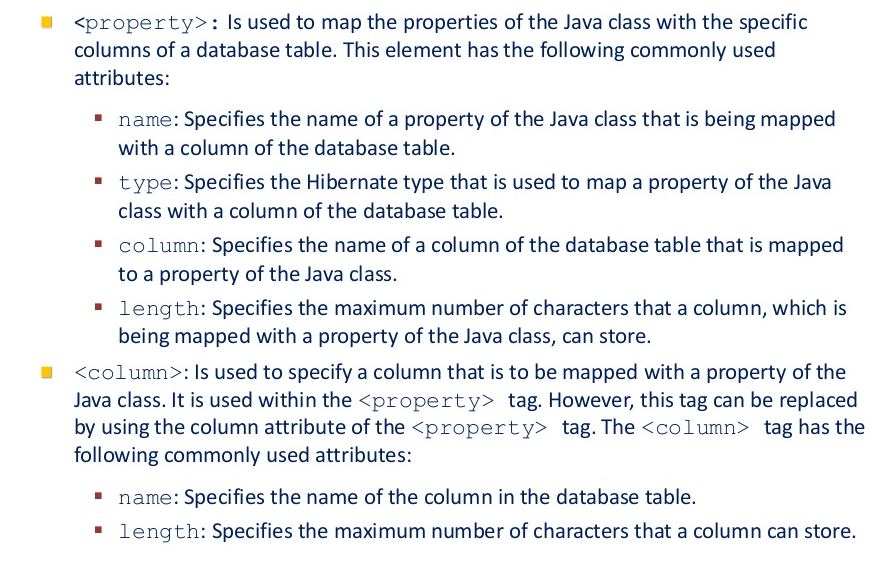 <property>: Is used to map the properties of the Java class with the specific
columns of a database table. This element has the following commonly used
attributes:
name: Specifies the name of a property of the Java class that is being mapped
with a column of the database table.
type: Specifies the Hibernate type that is used to map a property of the Java
class with a column of the database table.
column: Specifies the name of a column of the database table that is mapped
to a property of the Java class.
length: Specifies the maximum number of characters that a column, which is
being mapped with a property of the Java class, can store.
<column>: Is used to specify a column that is to be mapped with a property of the
Java class. It is used within the <property> tag. However, this tag can be replaced
by using the column attribute of the <property> tag. The <column> tag has the
following commonly used attributes:
name: Specifies the name of the column in the database table.
length: Specifies the maximum number of characters that a column can store.